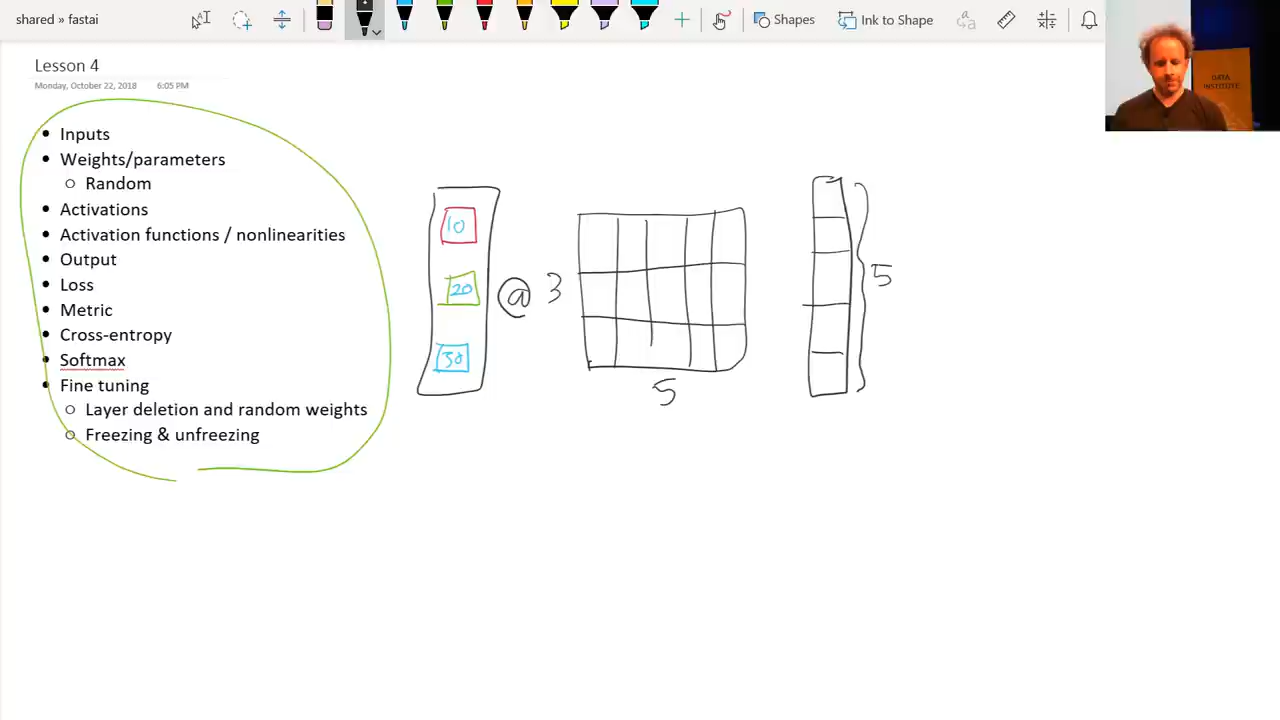 shared » fastai
Shapes
Ink to Shape
Lesson 4
Monday, October 22, 2018 6:05 PM
• Inputs
• Weights/parameters
○ Random
• Activations
• Activation functions / nonlinearities
• Output
• Loss
• Metric
• Cross-entropy
• Softmax
• Fine tuning
○ Layer deletion and random weights
○ Freezing & unfreezing
10
20
30
@ 3
5
5
DATA
INSTITUTE